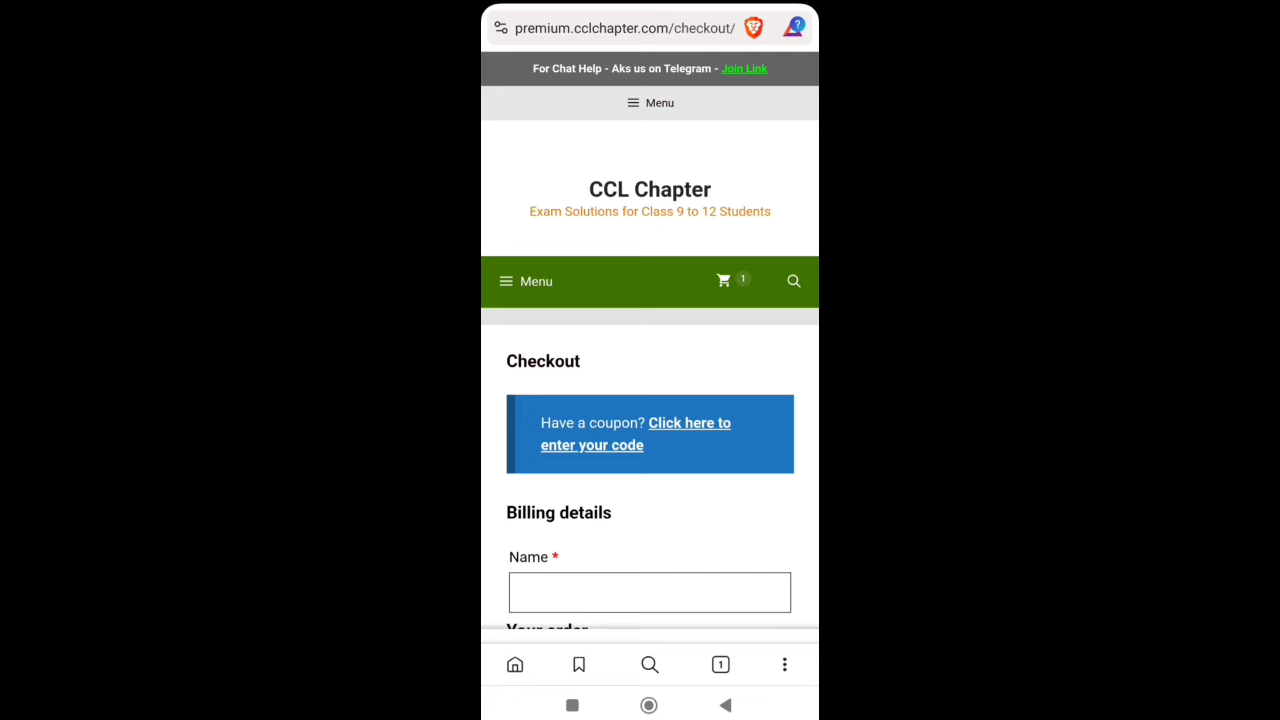 premium.cclchapter.com/checkout/
For Chat Help - Aks us on Telegram - Join Link
Menu
CCL Chapter
Exam Solutions for Class 9 to 12 Students
Menu
1
Checkout
Have a coupon? Click here to
enter your code
Billing details
Name *
Your order
1